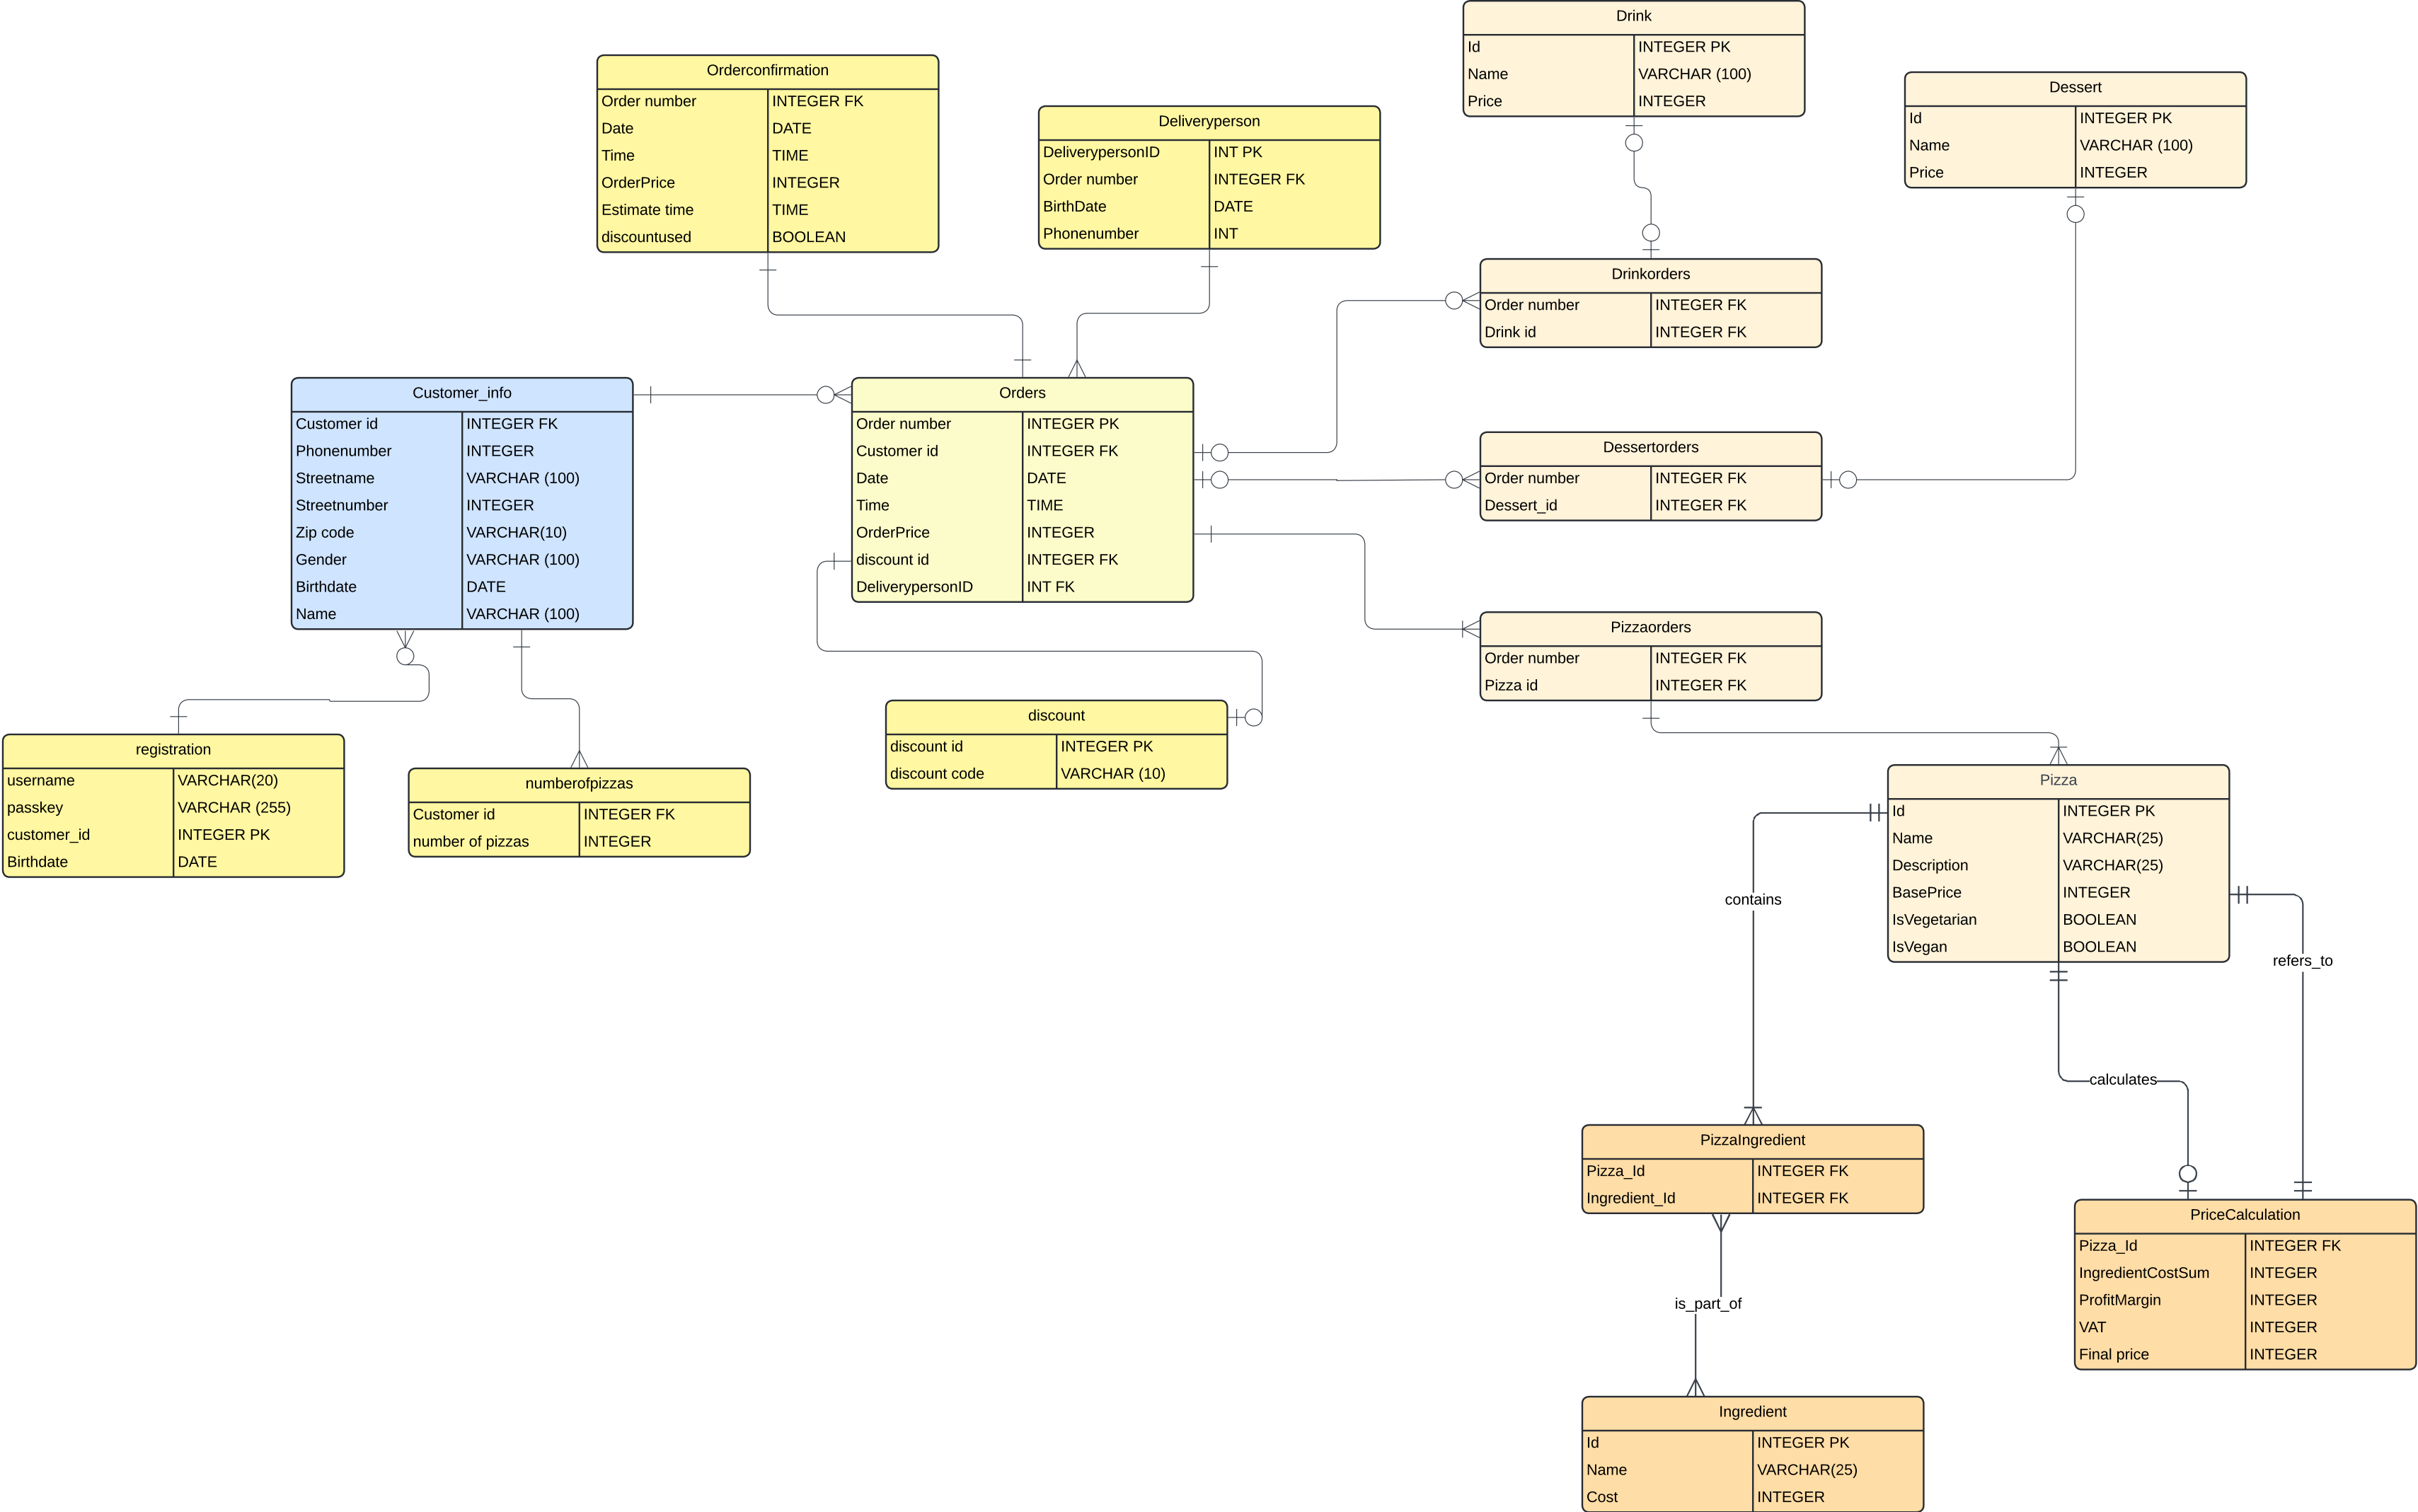 Drink
Id INTEGER PK
Name VARCHAR (100)
Price INTEGER
Orderconfirmation
Order number INTEGER FK
Date DATE
Time TIME
OrderPrice INTEGER
Estimate time TIME
discountused BOOLEAN
Deliveryperson
DeliverypersonID INT PK
Order number INTEGER FK
BirthDate DATE
Phonenumber INT
Dessert
Id INTEGER PK
Name VARCHAR (100)
Price INTEGER
Drinkorders
Order number INTEGER FK
Drink id INTEGER FK
Customer_info
Customer id INTEGER FK
Phonenumber INTEGER
Streetname VARCHAR (100)
Streetnumber INTEGER
Zip code VARCHAR(10)
Gender VARCHAR (100)
Birthdate DATE
Name VARCHAR (100)
Orders
Order number INTEGER PK
Customer id INTEGER FK
Date DATE
Time TIME
OrderPrice INTEGER
discount id INTEGER FK
DeliverypersonID INT FK
Dessertorders
Order number INTEGER FK
Dessert_id INTEGER FK
Pizzaorders
Order number INTEGER FK
Pizza id INTEGER FK
registration
username VARCHAR(20)
passkey VARCHAR (255)
customer_id INTEGER PK
Birthdate DATE
numberofpizzas
Customer id INTEGER FK
number of pizzas INTEGER
discount
discount id INTEGER PK
discount code VARCHAR (10)
Pizza
Id INTEGER PK
Name VARCHAR(25)
Description VARCHAR(25)
BasePrice INTEGER
IsVegetarian BOOLEAN
IsVegan BOOLEAN
contains
refers_to
calculates
PizzaIngredient
Pizza_Id INTEGER FK
Ingredient_Id INTEGER FK
PriceCalculation
Pizza_Id INTEGER FK
IngredientCostSum INTEGER
ProfitMargin INTEGER
VAT INTEGER
Final price INTEGER
is_part_of
Ingredient
Id INTEGER PK
Name VARCHAR(25)
Cost INTEGER